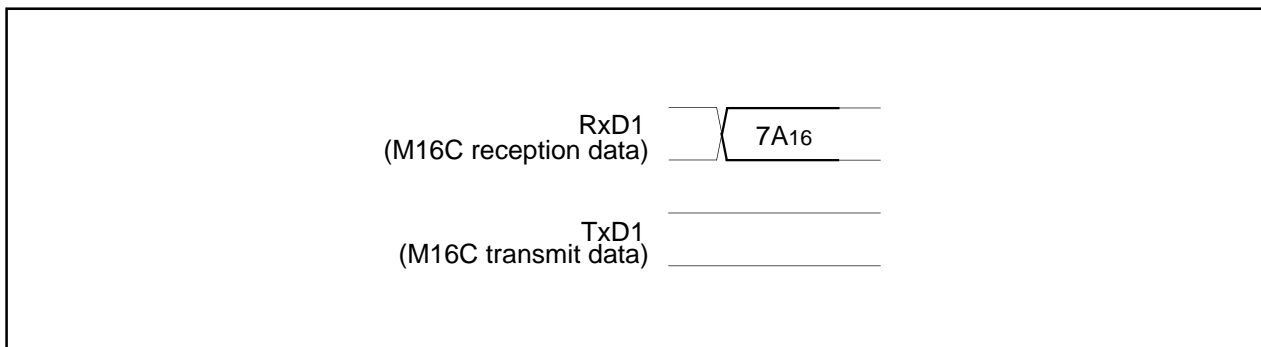 RxD1
(M16C reception data)
7A16
TxD1
(M16C transmit data)